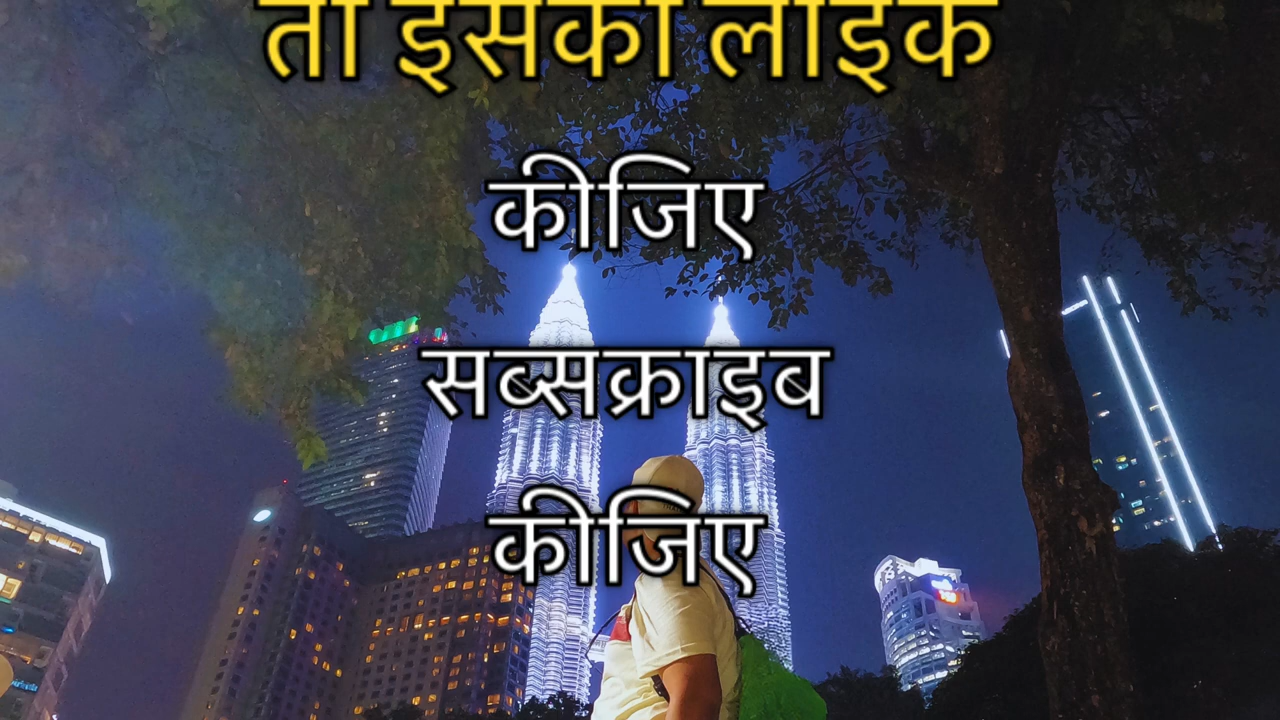 तो इसको लाइक
कीजिए
सब्सक्राइब
कीजिए